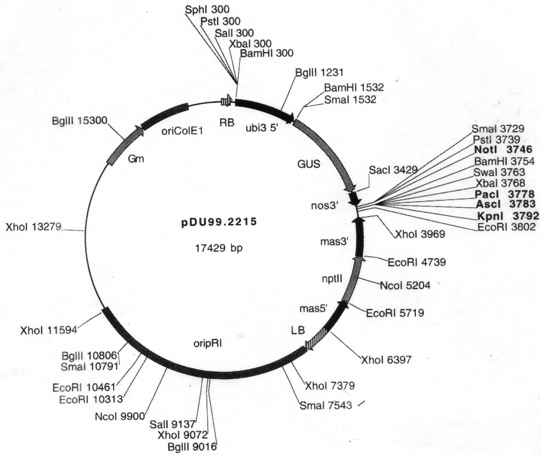 SphI 300
PstI 300
SalI 300
XbaI 300
BamHI 300
BglII 1231
BamHI 1532
SmaI 1532
BglII 15300
oriColE1
RB
ubi3 5'
Gm
GUS
SacI 3429
SmaI 3729
PstI 3739
NotI 3746
BamHI 3754
SwaI 3763
XbaI 3768
PacI 3778
AscI 3783
KpnI 3792
EcoRI 3802
nos3'
XhoI 13279
pDU99.2215
17429 bp
XhoI 3969
mas3'
EcoRI 4739
nptII
NcoI 5204
mas5'
EcoRI 5719
LB
XhoI 11594
oripRI
BglII 10806
SmaI 10791
XhoI 6397
EcoRI 10461
EcoRI 10313
XhoI 7379
NcoI 9900
SmaI 7543
SalI 9137
XhoI 9072
BglII 9016